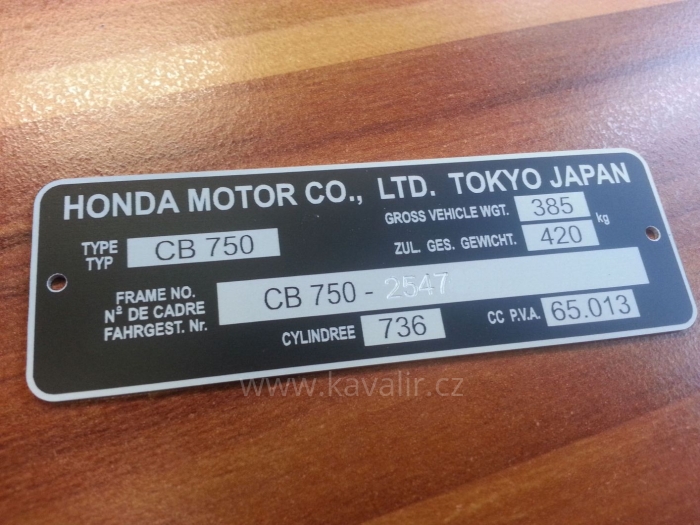 HONDA MOTOR CO., LTD. TOKYO JAPAN
TYPE
TYP
CB 750
GROSS VEHICLE WGT. 385 kg
ZUL. GES. GEWICHT. 420
FRAME NO.
Nº DE CADRE
FAHRGEST. Nr.
CB 750 - 2547
CYLINDREE 736 CC P.V.A. 65.013
www.kavalir.cz